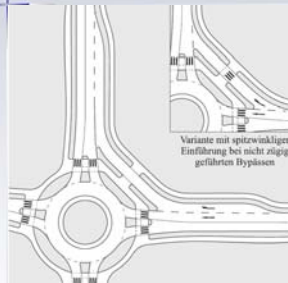 Variante mit spitzwinkliger
Einführung bei nicht zügig
geführten Bypässen